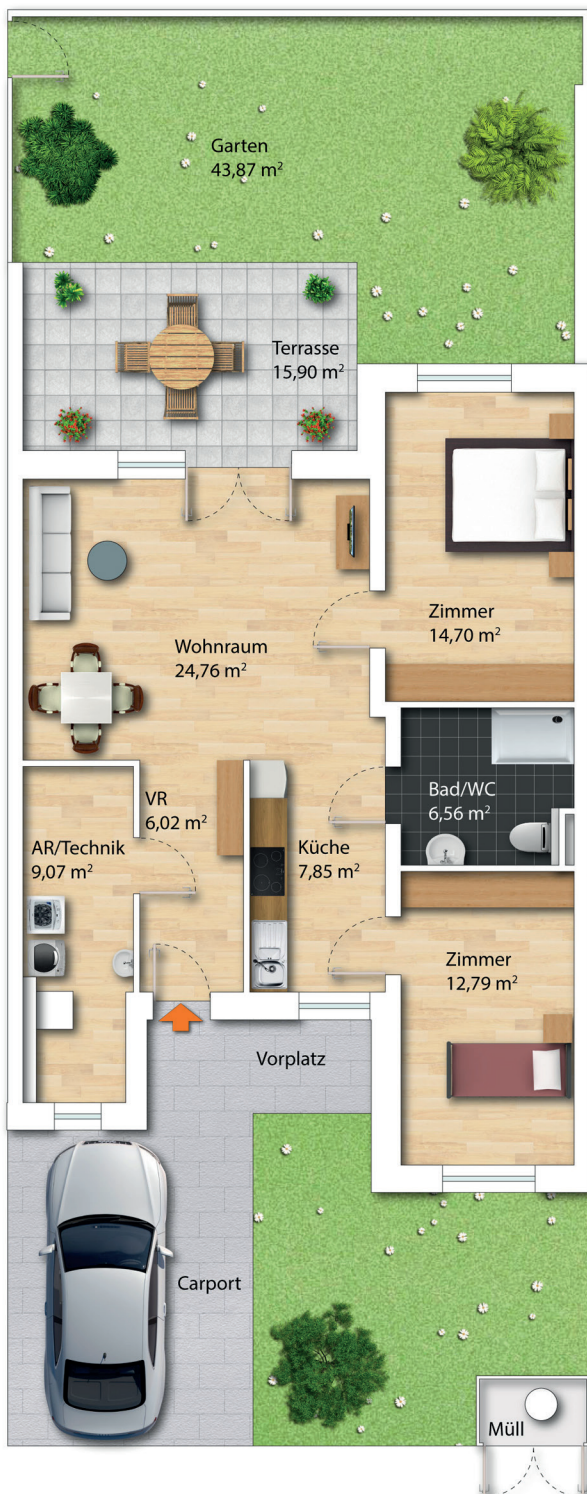 Garten
43,87 m²
Terrasse
15,90 m²
Zimmer
14,70 m²
Wohnraum
24,76 m²
Bad/WC
6,56 m²
VR
6,02 m²
AR/Technik
9,07 m²
Küche
7,85 m²
Zimmer
12,79 m²
Vorplatz
Carport
Müll